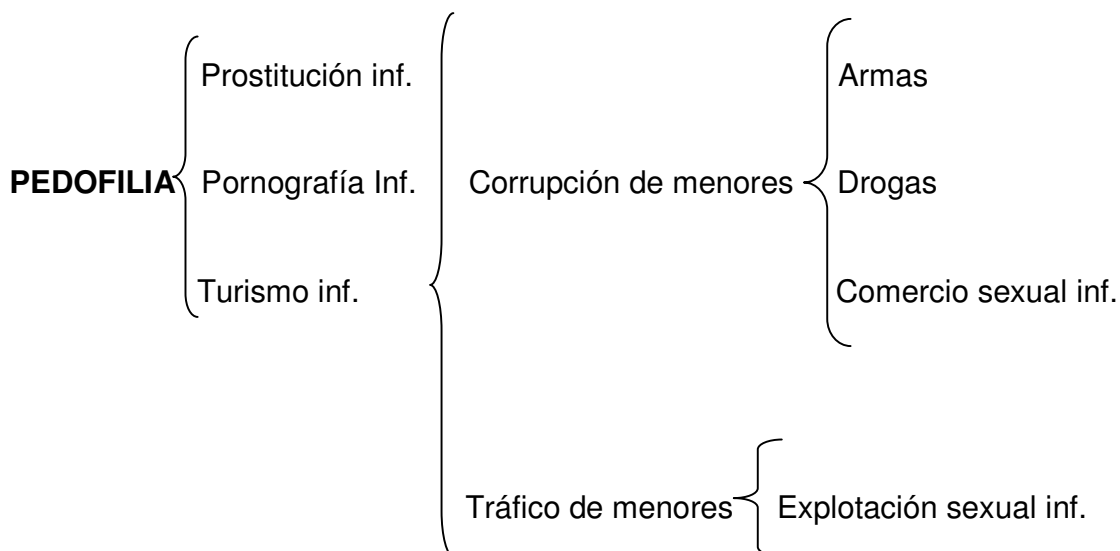 Prostitución inf.
Armas
PEDOFILIA
Pornografía Inf.
Corrupción de menores
Drogas
Turismo inf.
Comercio sexual inf.
Tráfico de menores
Explotación sexual inf.